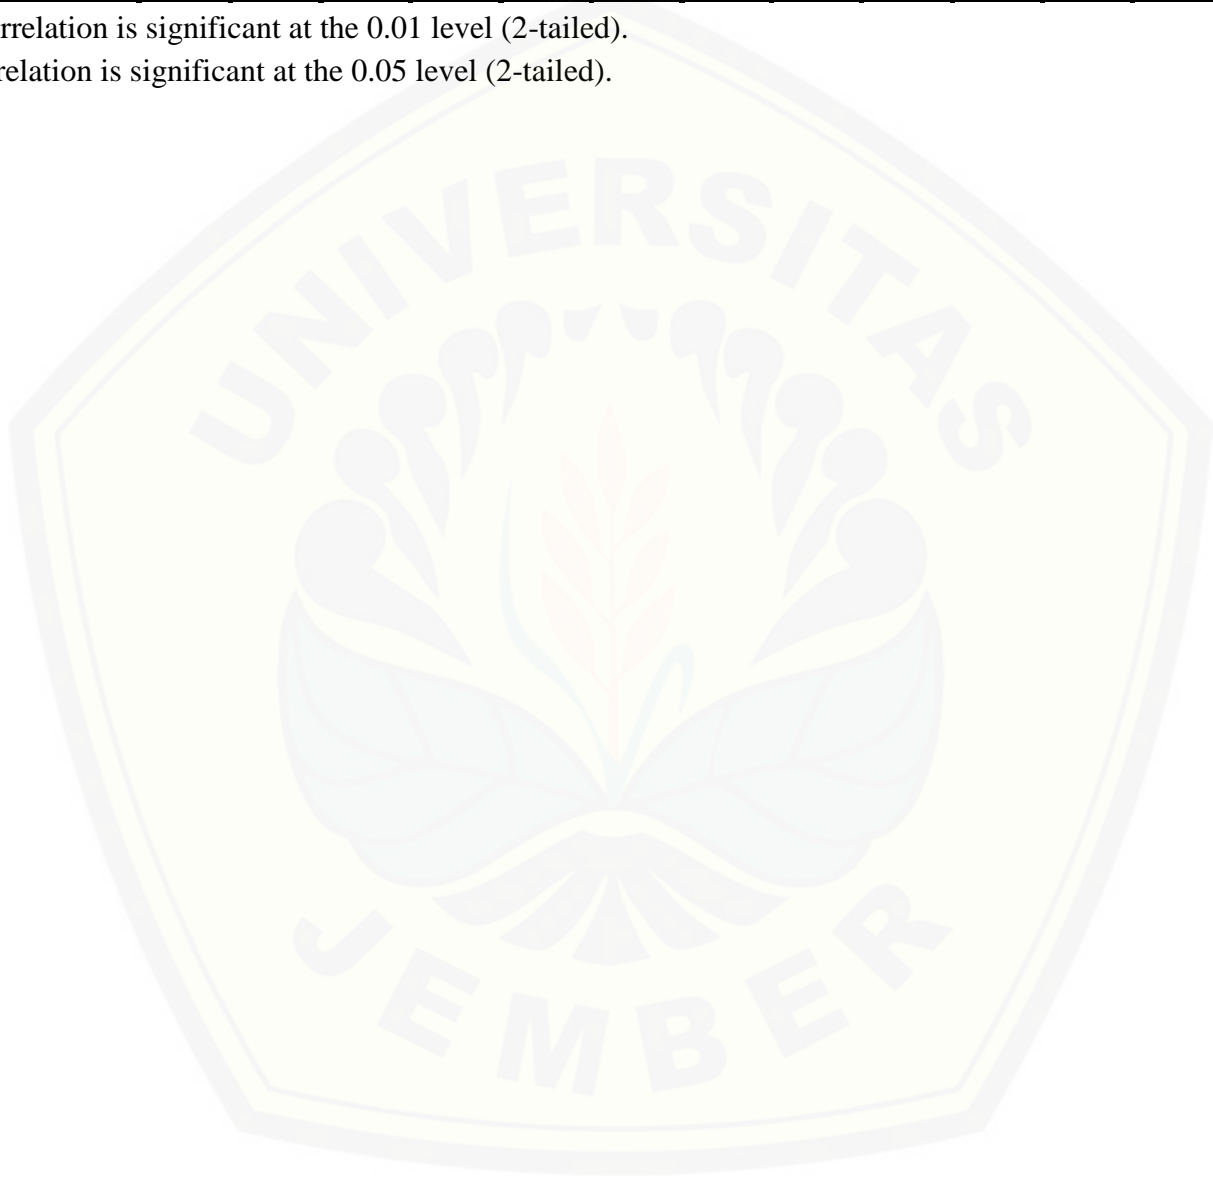 rrelation is significant at the 0.01 level (2-tailed).
relation is significant at the 0.05 level (2-tailed).
UNIVERSITAS
JEMBER